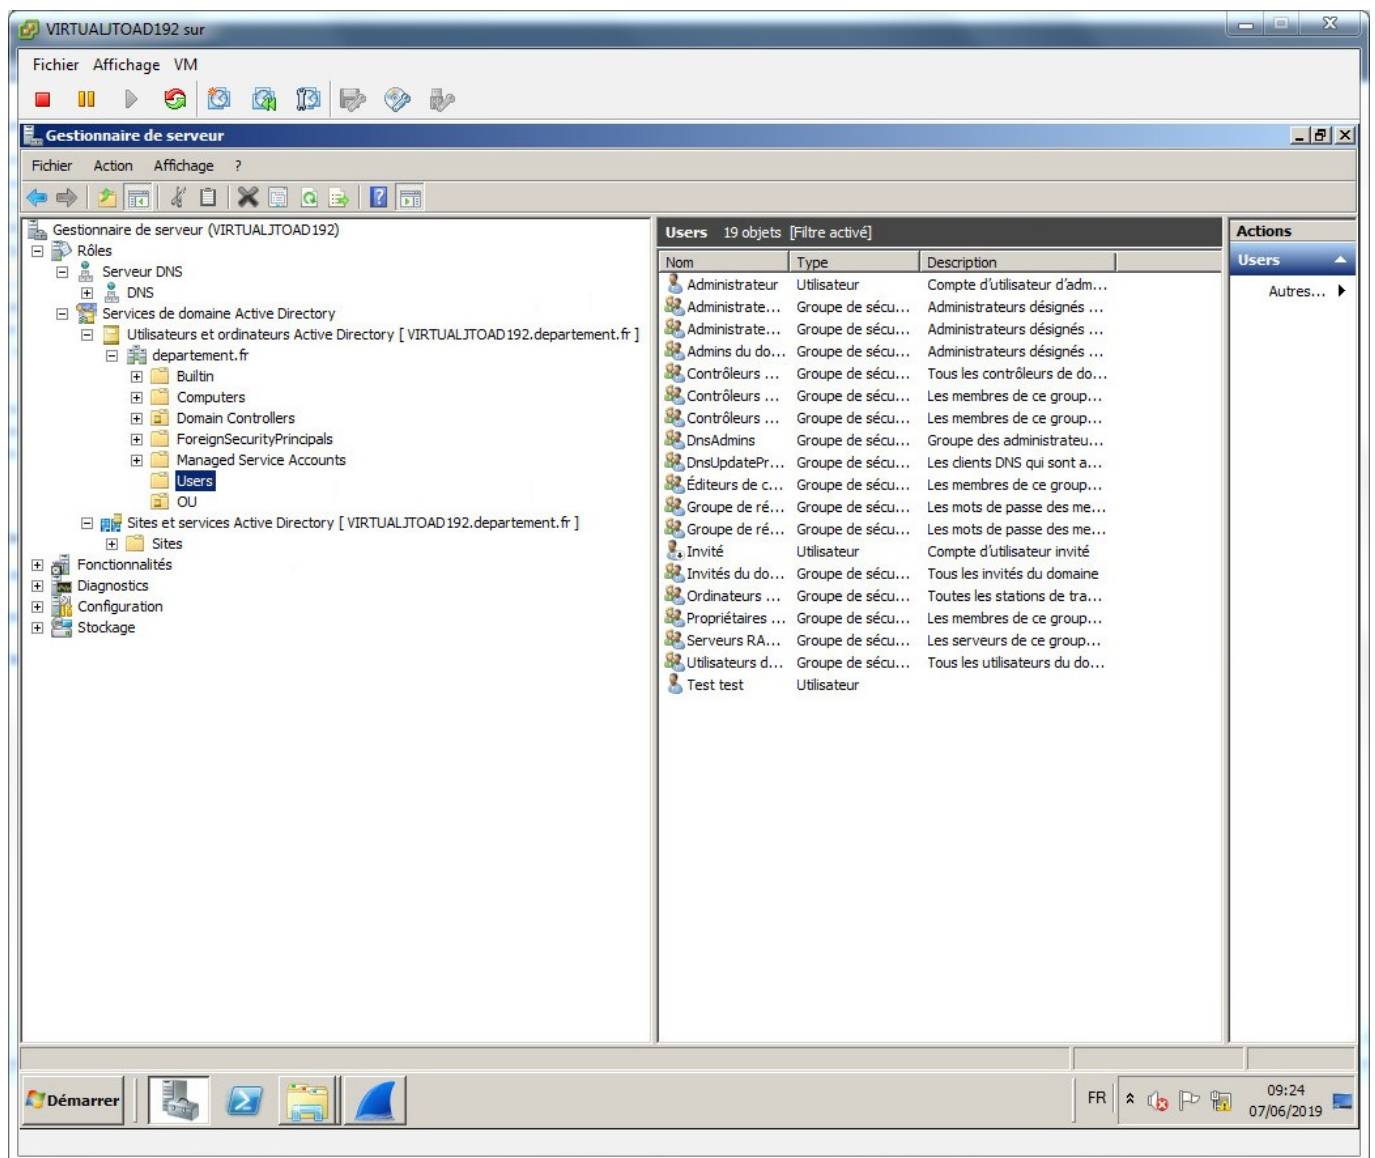 VIRTUALJTOAD192 sur
Fichier Affichage VM
Gestionnaire de serveur
Fichier Action Affichage ?
Gestionnaire de serveur (VIRTUALJTOAD192)
Rôles
Serveur DNS
DNS
Services de domaine Active Directory
Utilisateurs et ordinateurs Active Directory [ VIRTUALJTOAD192.departement.fr ]
departement.fr
Builtin
Computers
Domain Controllers
ForeignSecurityPrincipals
Managed Service Accounts
Users
OU
Sites et services Active Directory [ VIRTUALJTOAD192.departement.fr ]
Sites
Fonctionnalités
Diagnostics
Configuration
Stockage
Users 19 objets [Filtre activé]
Nom Type Description
Administrateur Utilisateur Compte d'utilisateur d'adm...
Administrate... Groupe de sécu... Administrateurs désignés ...
Administrate... Groupe de sécu... Administrateurs désignés ...
Admins du do... Groupe de sécu... Administrateurs désignés ...
Contrôleurs ... Groupe de sécu... Tous les contrôleurs de do...
Contrôleurs ... Groupe de sécu... Les membres de ce group...
Contrôleurs ... Groupe de sécu... Les membres de ce group...
DnsAdmins Groupe de sécu... Groupe des administrateu...
DnsUpdatePr... Groupe de sécu... Les clients DNS qui sont a...
Éditeurs de c... Groupe de sécu... Les membres de ce group...
Groupe de ré... Groupe de sécu... Les mots de passe des me...
Groupe de ré... Groupe de sécu... Les mots de passe des me...
Invité Utilisateur Compte d'utilisateur invité
Invités du do... Groupe de sécu... Tous les invités du domaine
Ordinateurs ... Groupe de sécu... Toutes les stations de tra...
Propriétaires ... Groupe de sécu... Les membres de ce group...
Serveurs RA... Groupe de sécu... Les serveurs de ce group...
Utilisateurs d... Groupe de sécu... Tous les utilisateurs du do...
Test test Utilisateur
Actions
Users
Autres...
Démarrer
FR
09:24
07/06/2019